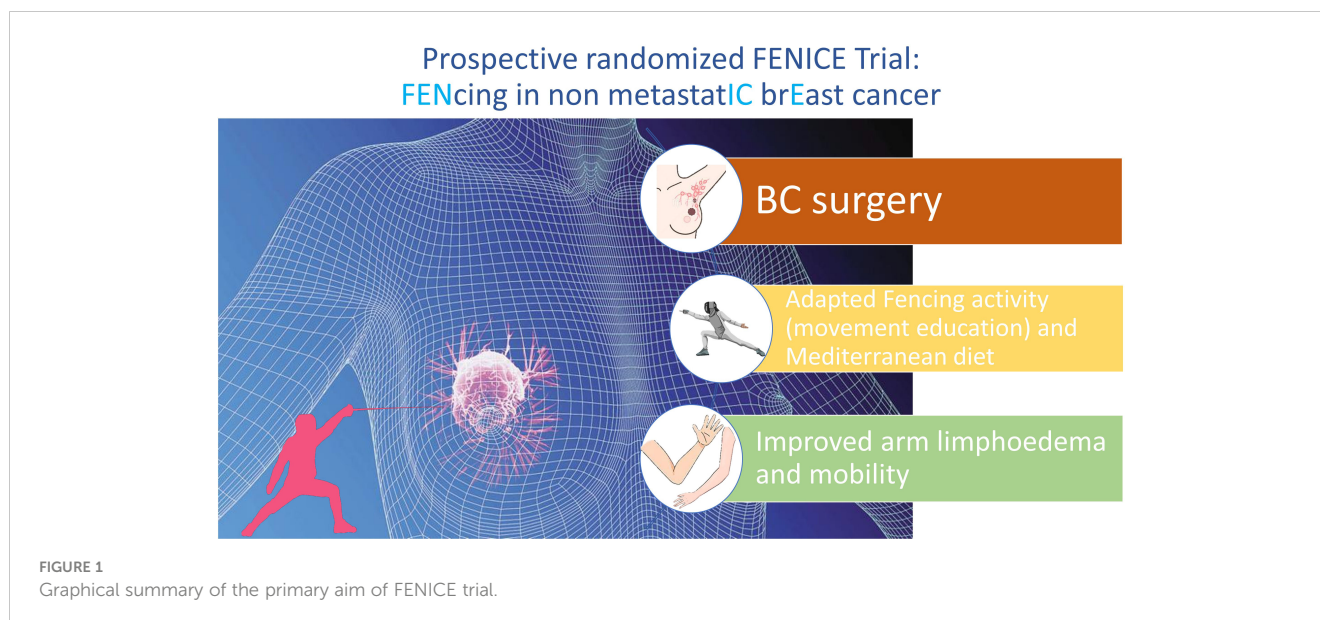 Prospective randomized FENICE Trial:
FENcing in non metastatIC brEast cancer
BC surgery
Adapted Fencing activity
(movement education) and
Mediterranean diet
Improved arm limphoedema
and mobility
FIGURE 1
Graphical summary of the primary aim of FENICE trial.